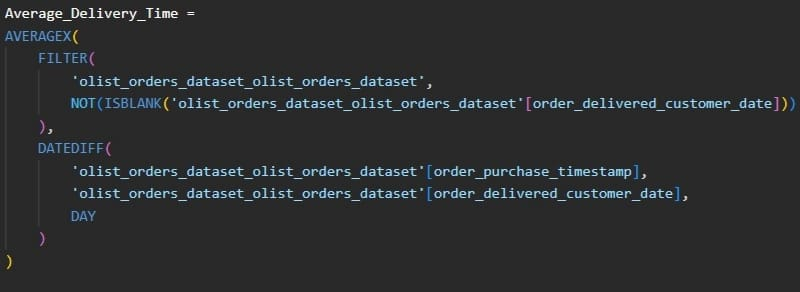 Average_Delivery_Time =
AVERAGEX(
    FILTER(
        'olist_orders_dataset_olist_orders_dataset',
        NOT(ISBLANK('olist_orders_dataset_olist_orders_dataset'[order_delivered_customer_date]))
    ),
    DATEDIFF(
        'olist_orders_dataset_olist_orders_dataset'[order_purchase_timestamp],
        'olist_orders_dataset_olist_orders_dataset'[order_delivered_customer_date],
        DAY
    )
)